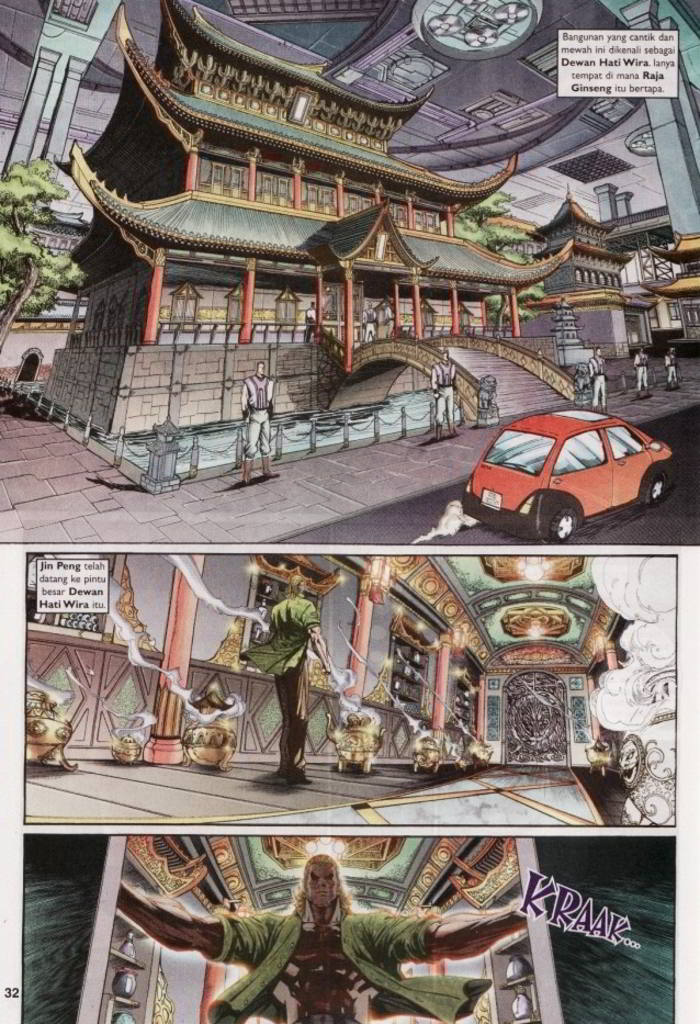 Bangunan yang cantik dan
mewah ini dikenali sebagai
Dewan Hati Wira. Ianya
tempat di mana Raja
Ginseng itu bertapa.
Jin Peng telah
datang ke pintu
besar Dewan
Hati Wira itu.
KRAAK...
32